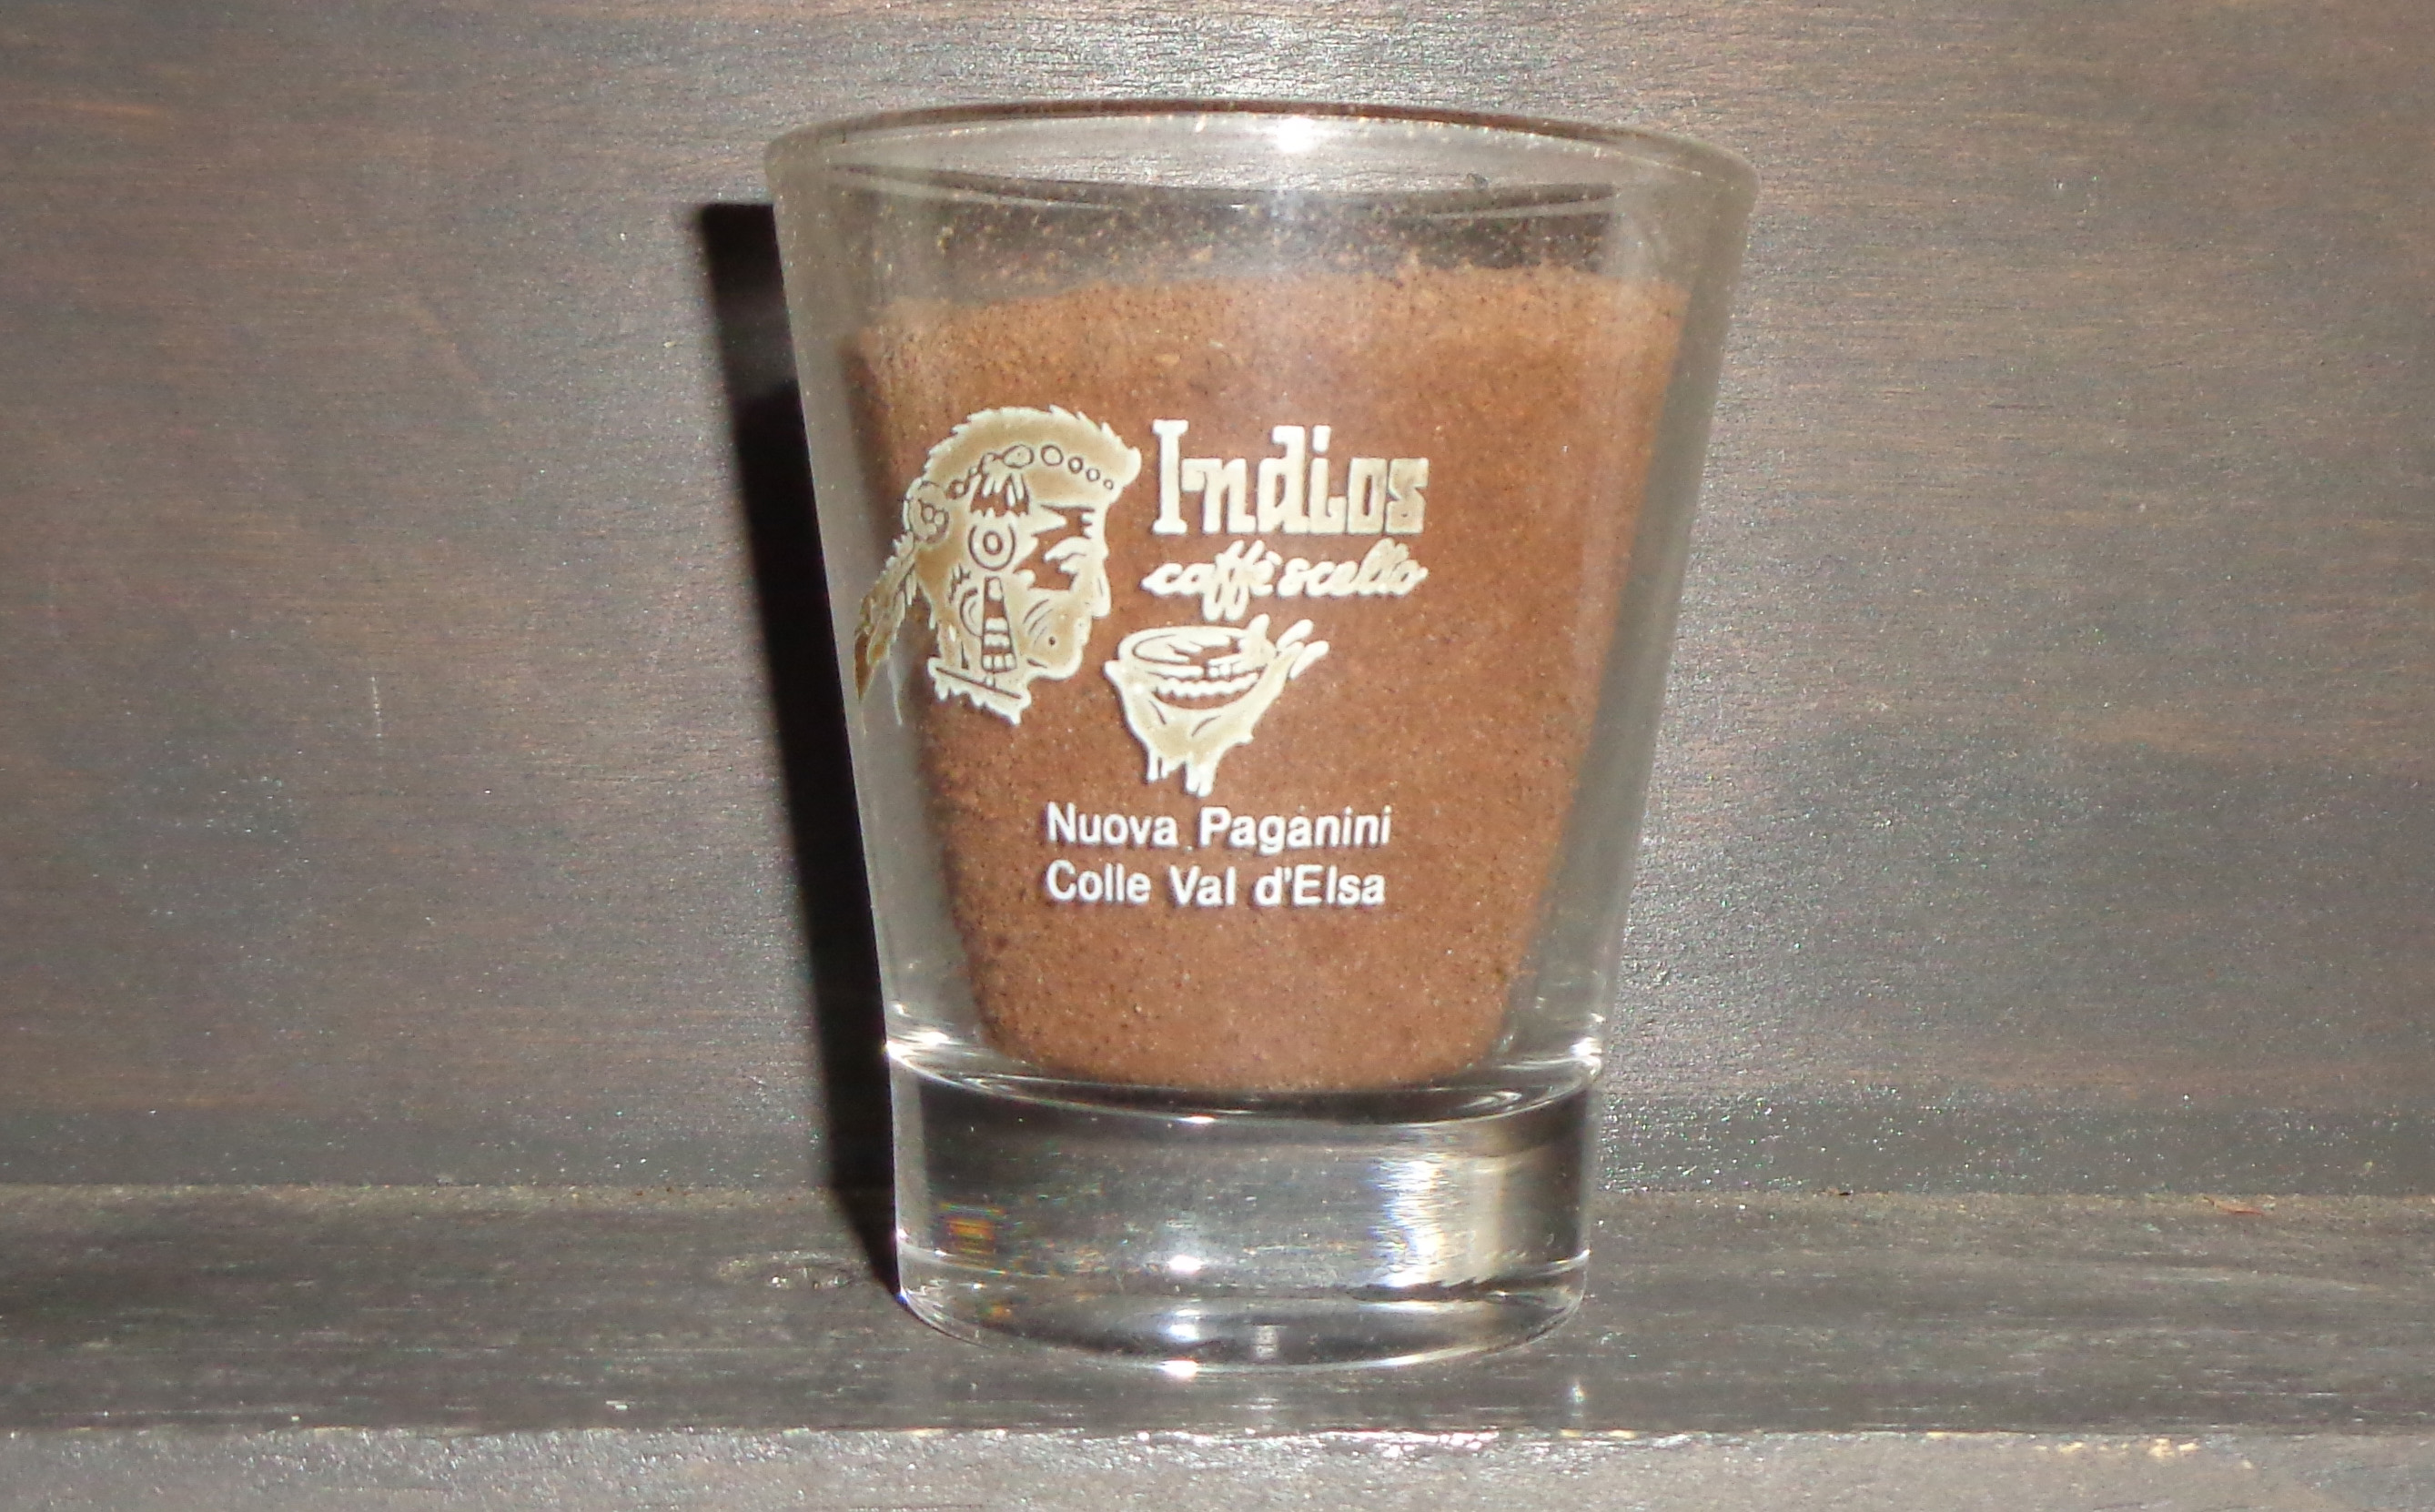 Indios
caffè scelto
Nuova Paganini
Colle Val d'Elsa